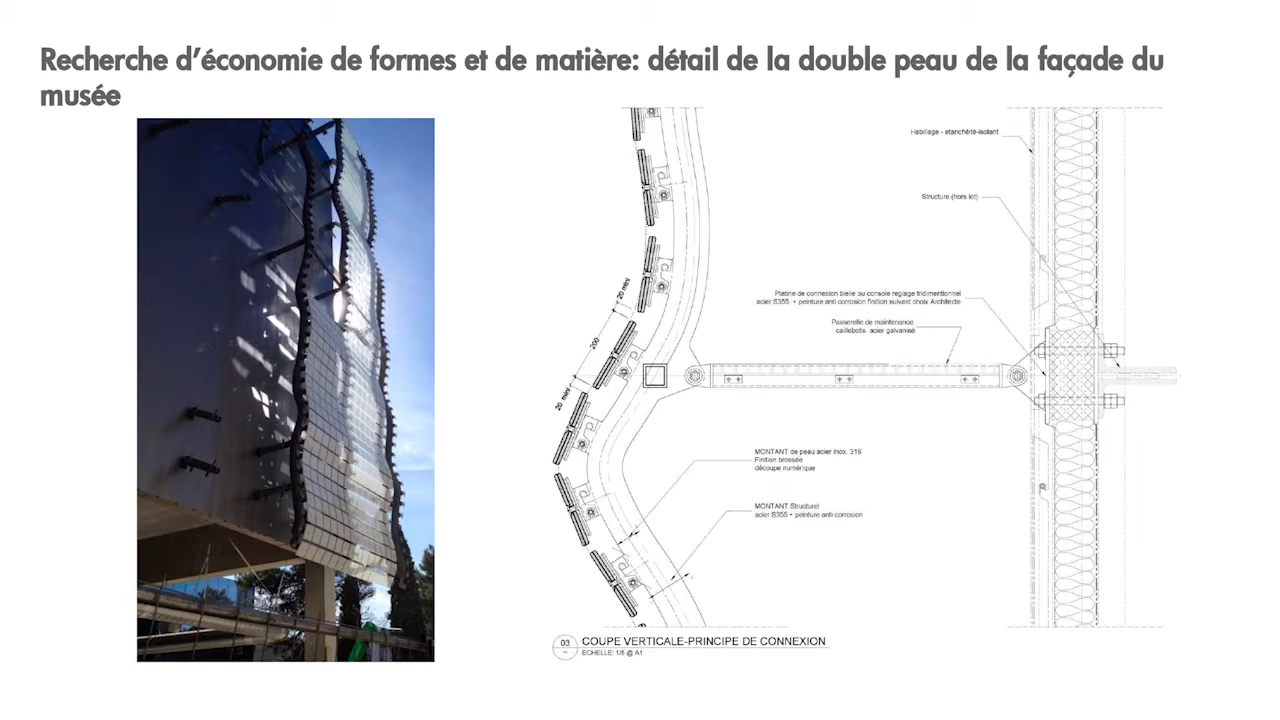 Recherche d'économie de formes et de matière: détail de la double peau de la façade du
musée
Habillage - etanchéité-isolant
Structure (hors lot)
Platine de connexion bielle ou console reglage tridimentionnel
acier S355 + peinture anti corrosion finition suivant choix Architecte
Passerelle de maintenance
caillebotis acier galvanisé
20 mini
200
20 mini
MONTANT de peau acier Inox. 316
Finition brossée
découpe numérique
MONTANT Structurel
acier S355 + peinture anti-corrosion
03
COUPE VERTICALE-PRINCIPE DE CONNEXION
ECHELLE: 1/5 @ A1